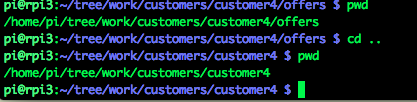 pi@rpi3:~/tree/work/customers/customer4/offers $ pwd
/home/pi/tree/work/customers/customer4/offers
pi@rpi3:~/tree/work/customers/customer4/offers $ cd ..
pi@rpi3:~/tree/work/customers/customer4 $ pwd
/home/pi/tree/work/customers/customer4
pi@rpi3:~/tree/work/customers/customer4 $